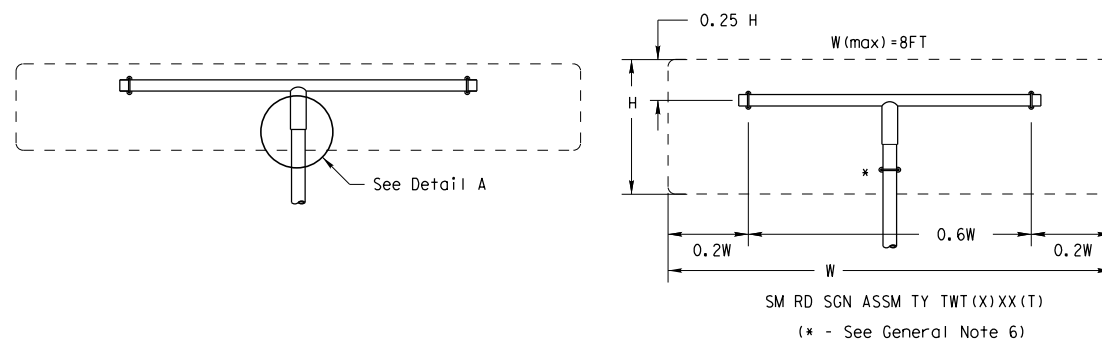 0.25 H
W(max)=8FT
H
See Detail A
*
0.2W
0.6W
0.2W
W
SM RD SGN ASSM TY TWT(X)XX(T)
(* - See General Note 6)